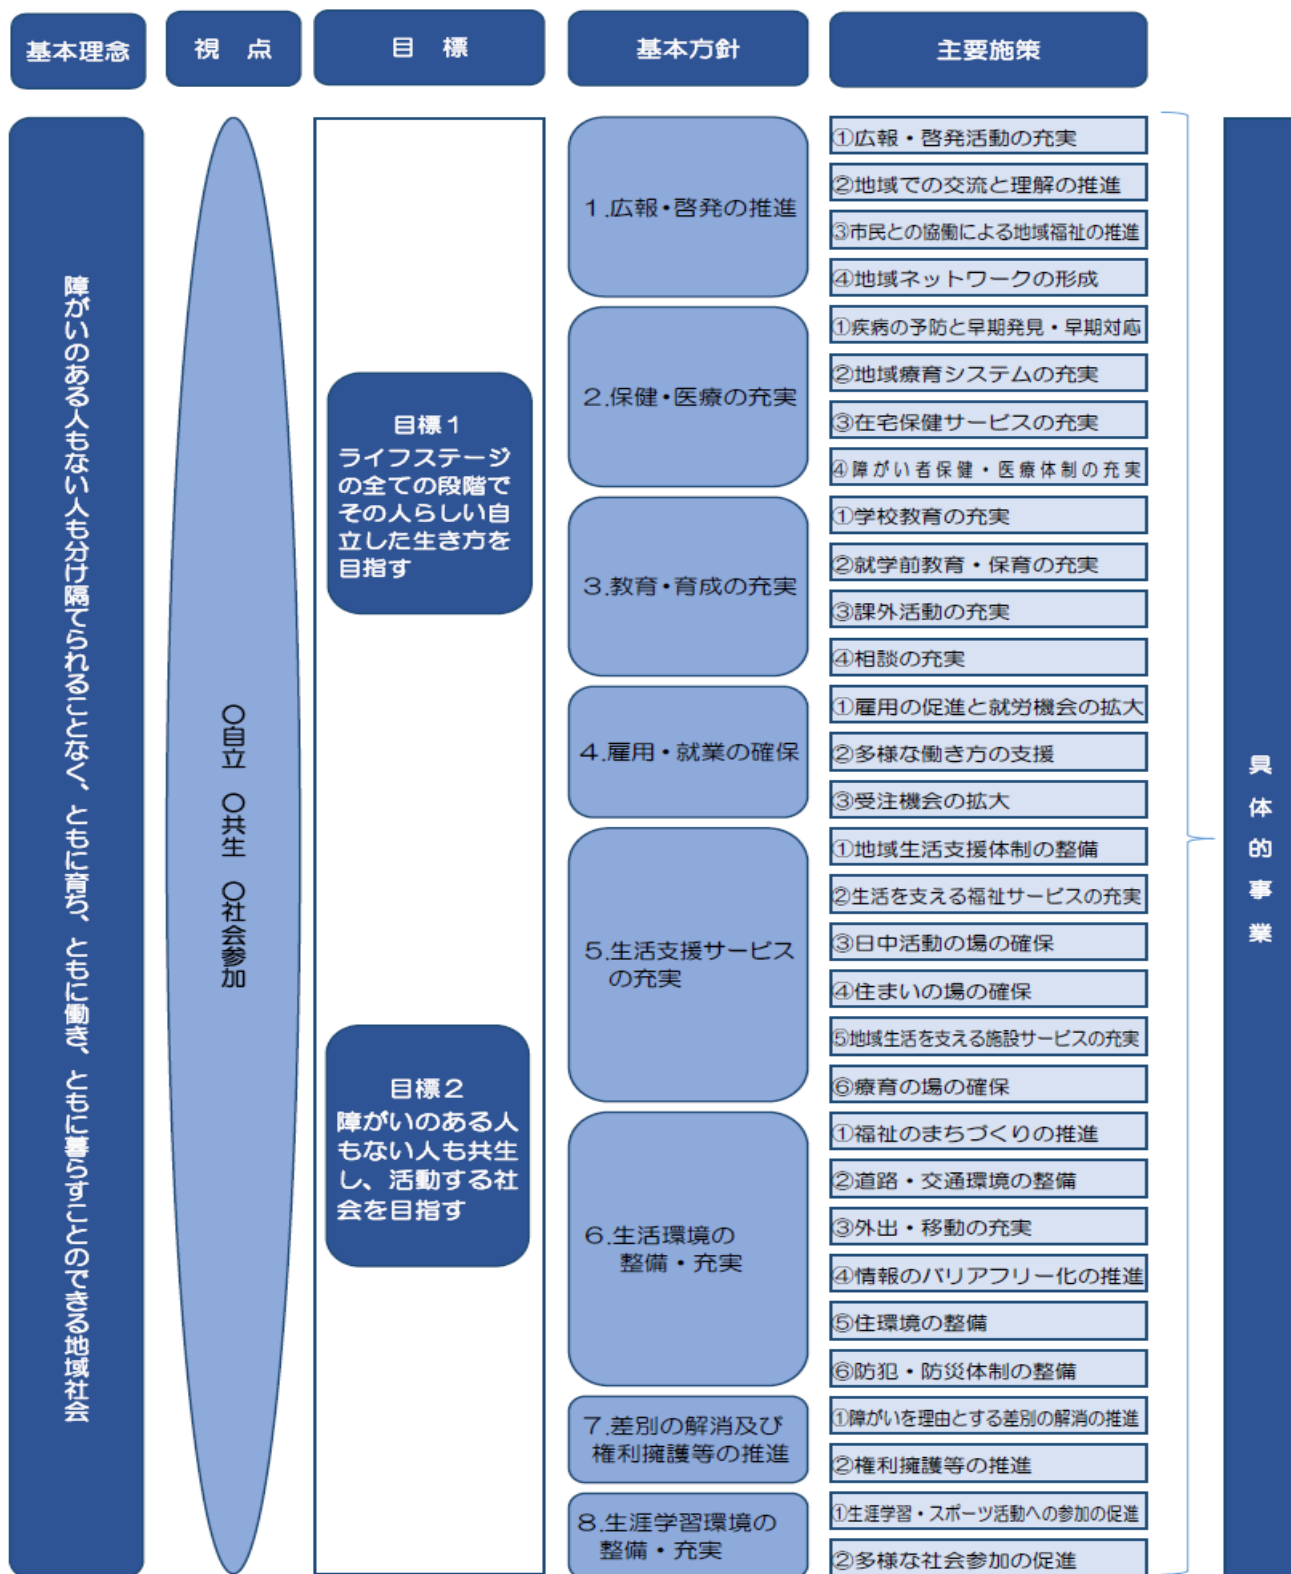 基本理念
視　点
目　標
基本方針
主要施策
障がいのある人もない人も分け隔てられることなく、ともに育ち、ともに働き、ともに暮らすことのできる地域社会
〇自立　〇共生　〇社会参加
目標１
ライフステージ
の全ての段階で
その人らしい自
立した生き方を
目指す
目標２
障がいのある人
もない人も共生
し、活動する社
会を目指す
１.広報・啓発の推進
①広報・啓発活動の充実
②地域での交流と理解の推進
③市民との協働による地域福祉の推進
④地域ネットワークの形成
２.保健・医療の充実
①疾病の予防と早期発見・早期対応
②地域療育システムの充実
③在宅保健サービスの充実
④障がい者保健・医療体制の充実
３.教育・育成の充実
①学校教育の充実
②就学前教育・保育の充実
③課外活動の充実
④相談の充実
４.雇用・就業の確保
①雇用の促進と就労機会の拡大
②多様な働き方の支援
③受注機会の拡大
５.生活支援サービス
の充実
①地域生活支援体制の整備
②生活を支える福祉サービスの充実
③日中活動の場の確保
④住まいの場の確保
⑤地域生活を支える施設サービスの充実
⑥療育の場の確保
６.生活環境の
整備・充実
①福祉のまちづくりの推進
②道路・交通環境の整備
③外出・移動の充実
④情報のバリアフリー化の推進
⑤住環境の整備
⑥防犯・防災体制の整備
７.差別の解消及び
権利擁護等の推進
①障がいを理由とする差別の解消の推進
②権利擁護等の推進
８.生涯学習環境の
整備・充実
①生涯学習・スポーツ活動への参加の促進
②多様な社会参加の促進
具体的事業